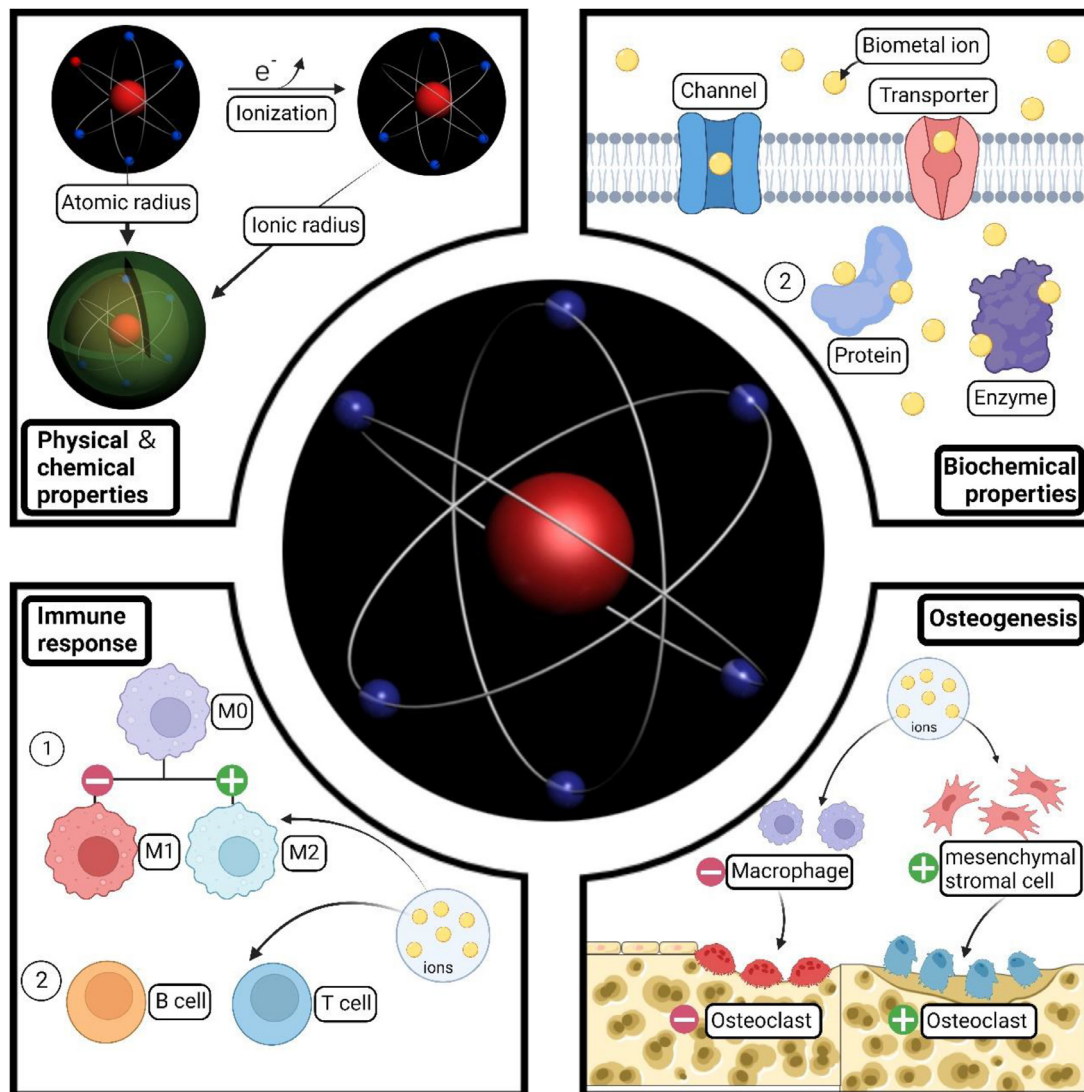 e-
Ionization
Atomic radius
Ionic radius
Physical &
chemical
properties
Biometal ion
Channel
Transporter
2
Protein
Enzyme
Biochemical
properties
Immune
response
M0
1
M1
M2
ions
2
B cell
T cell
Osteogenesis
ions
Macrophage
mesenchymal
stromal cell
Osteoclast
Osteoclast